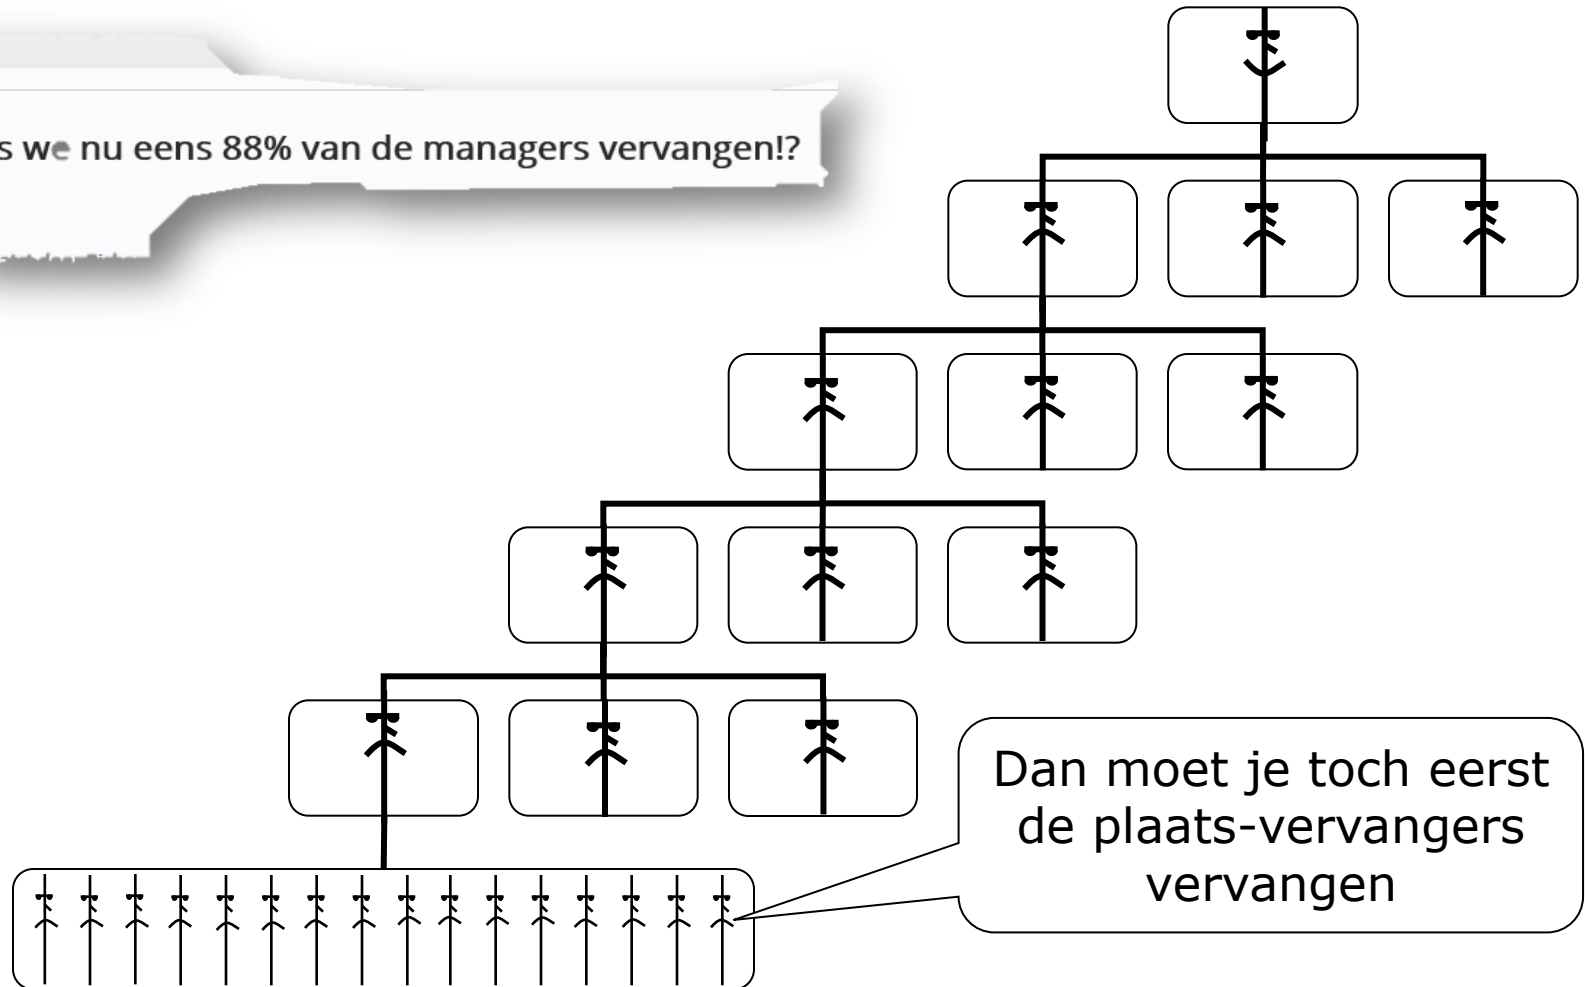 s we nu eens 88% van de managers vervangen!?
Dan moet je toch eerst
de plaats-vervangers
vervangen